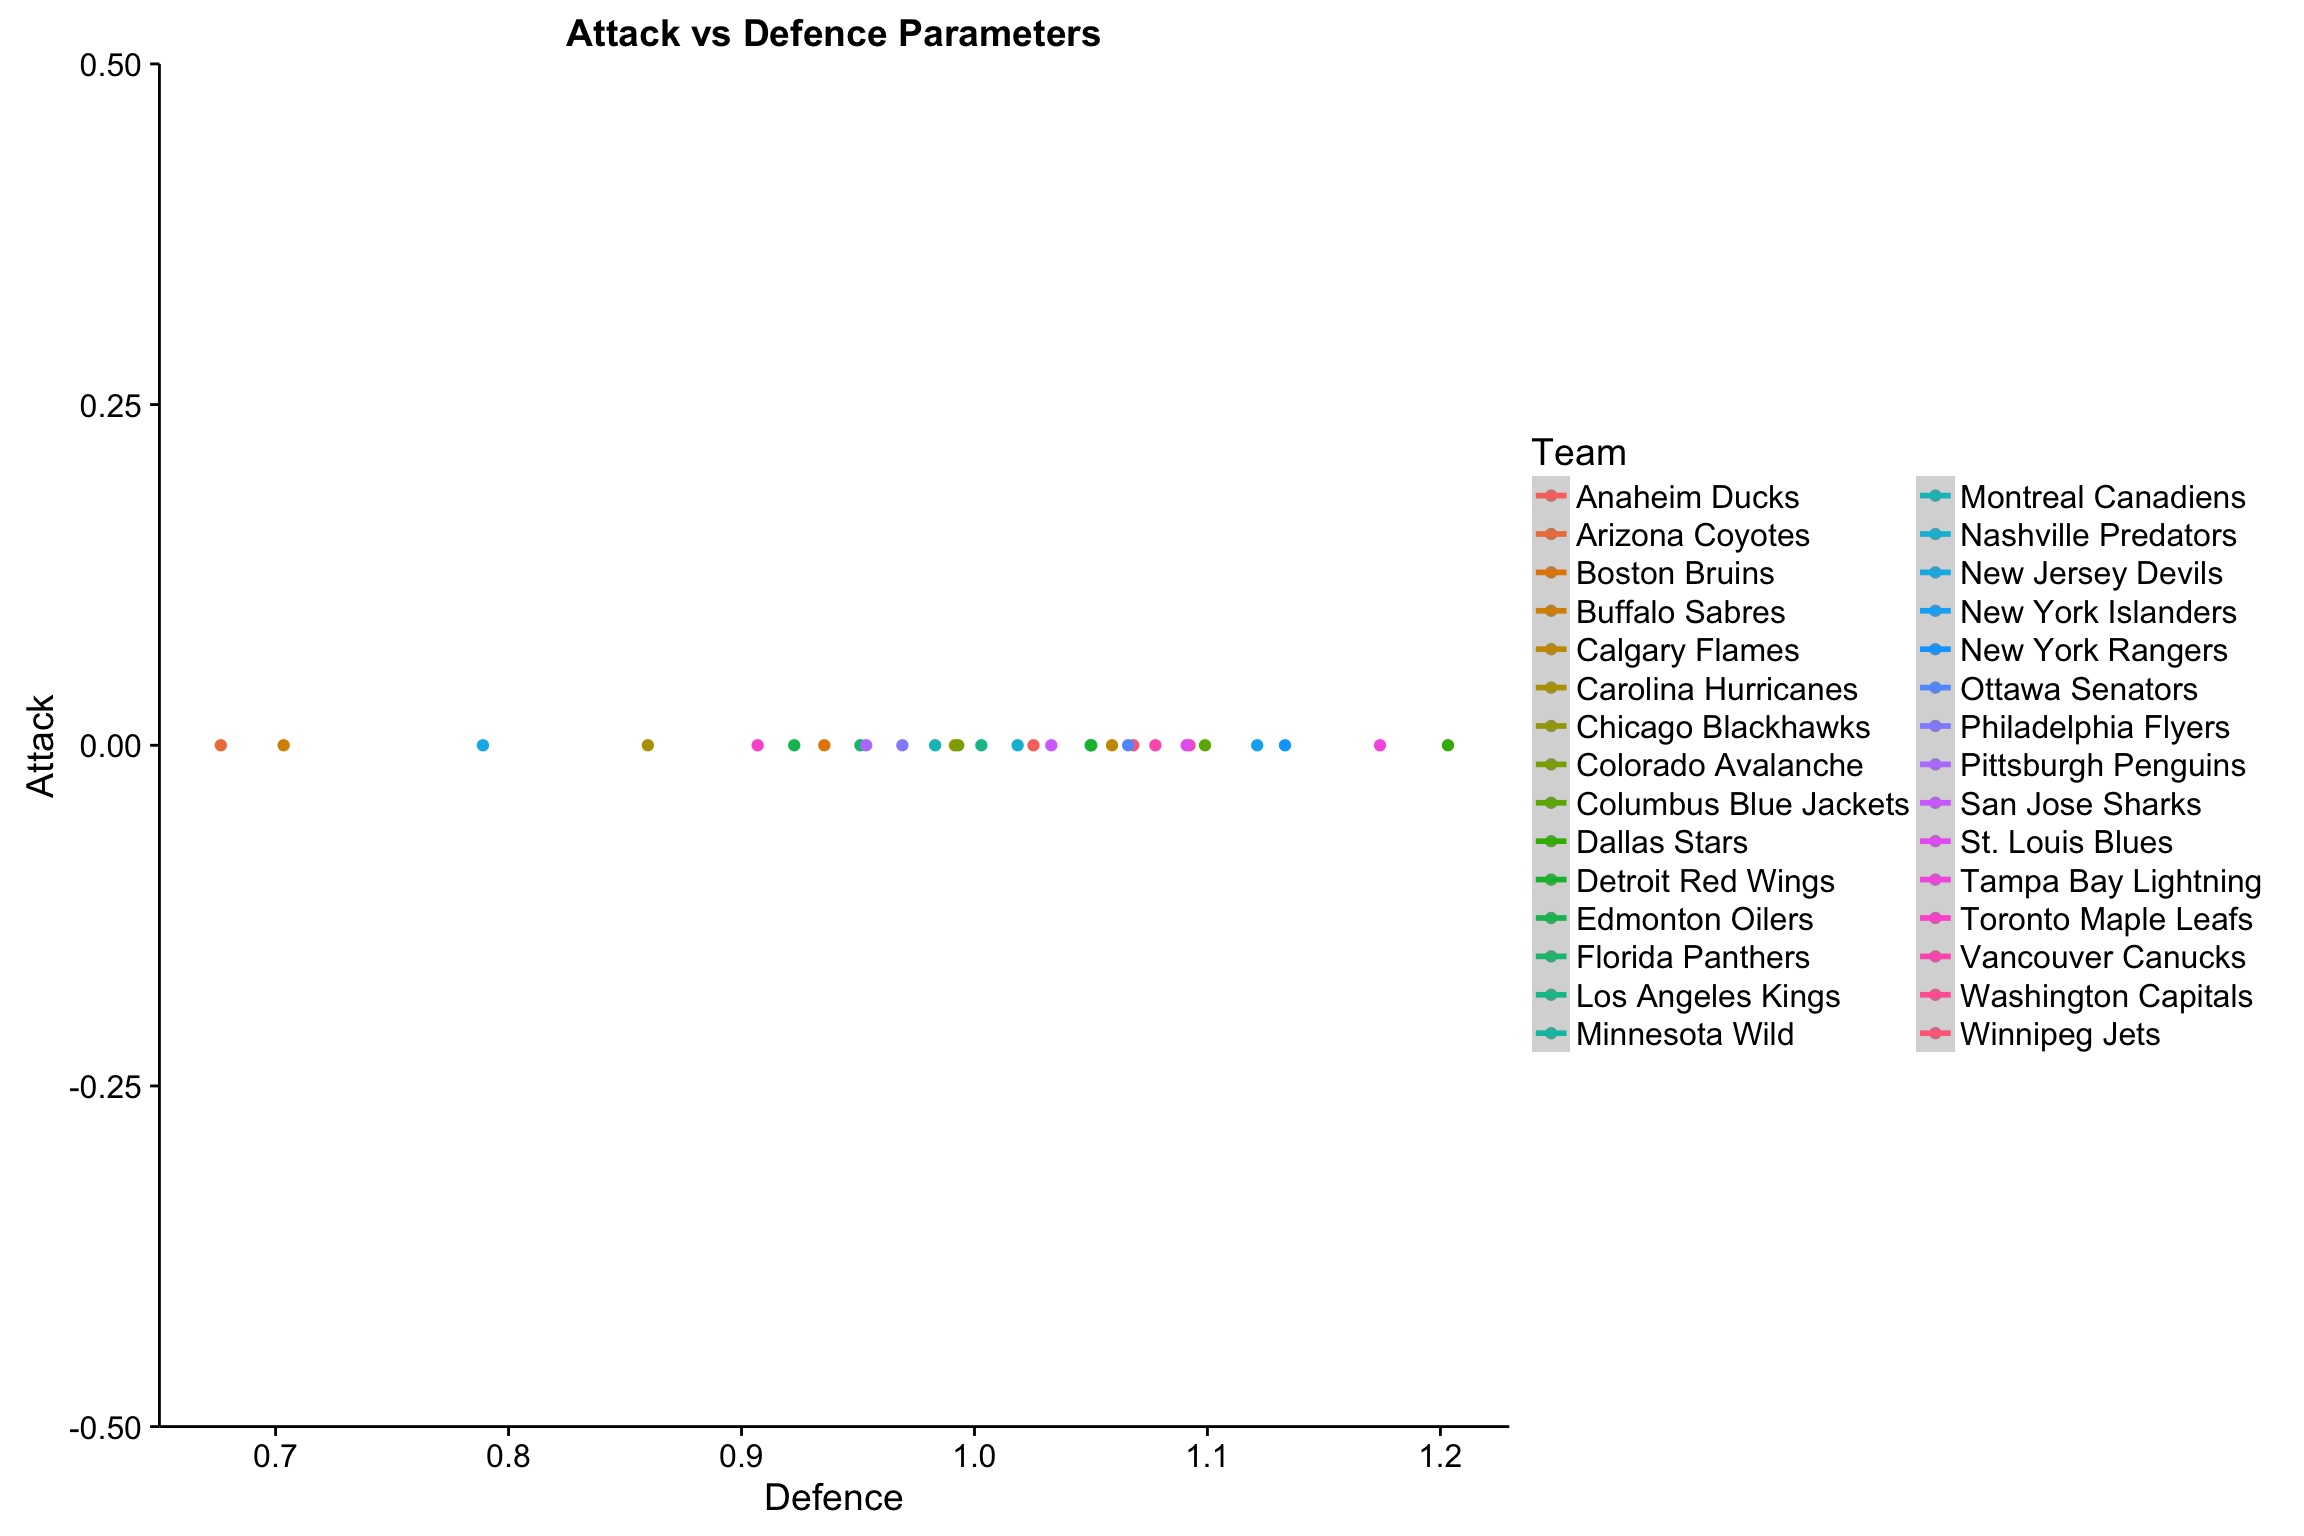 Attack vs Defence Parameters
0.50
0.25
0.00
-0.25
-0.50
Attack
0.7 0.8 0.9 1.0 1.1 1.2
Defence
Team
Anaheim Ducks
Arizona Coyotes
Boston Bruins
Buffalo Sabres
Calgary Flames
Carolina Hurricanes
Chicago Blackhawks
Colorado Avalanche
Columbus Blue Jackets
Dallas Stars
Detroit Red Wings
Edmonton Oilers
Florida Panthers
Los Angeles Kings
Minnesota Wild
Montreal Canadiens
Nashville Predators
New Jersey Devils
New York Islanders
New York Rangers
Ottawa Senators
Philadelphia Flyers
Pittsburgh Penguins
San Jose Sharks
St. Louis Blues
Tampa Bay Lightning
Toronto Maple Leafs
Vancouver Canucks
Washington Capitals
Winnipeg Jets